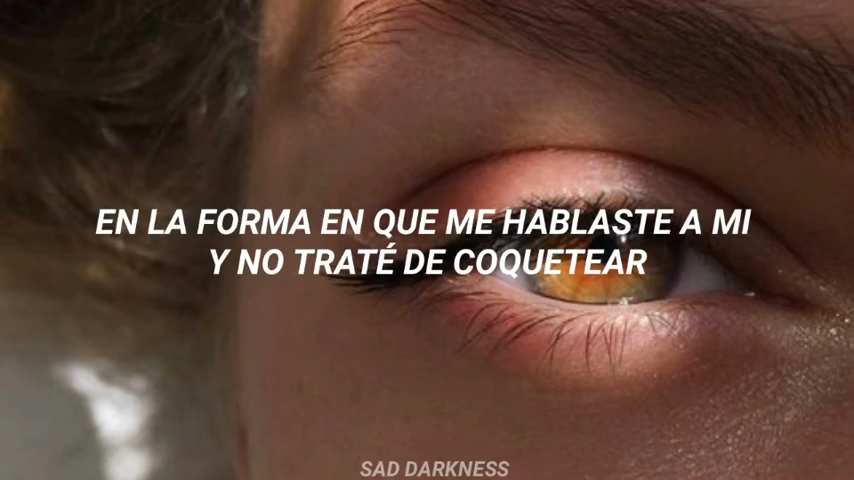 EN LA FORMA EN QUE ME HABLASTE A MI
Y NO TRATÉ DE COQUETEAR
SAD DARKNESS